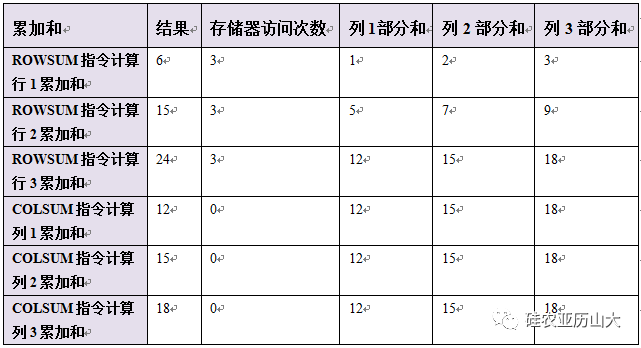 累加和 结果 存储器访问次数 列 1部分和 列 2 部分和 列 3 部分和
ROWSUM 指令计算 6 3 1 2 3
行 1 累加和
ROWSUM 指令计算 15 3 5 7 9
行 2 累加和
ROWSUM 指令计算 24 3 12 15 18
行 3 累加和
COLSUM 指令计算 12 0 12 15 18
列 1 累加和
COLSUM 指令计算 15 0 12 15 18
列 2 累加和
COLSUM 指令计算 18 0 12 15 18
列 3 累加和
硅农亚历山大